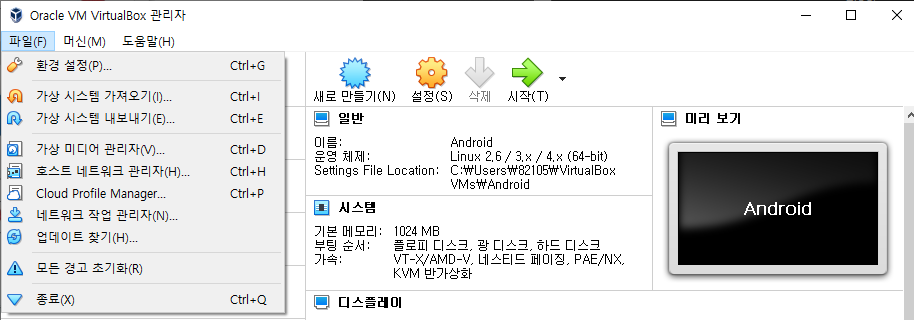 Oracle VM VirtualBox 관리자
파일(F) 머신(M) 도움말(H)
환경 설정(P)... Ctrl+G
가상 시스템 가져오기(I)... Ctrl+I
가상 시스템 내보내기(E)... Ctrl+E
가상 미디어 관리자(V)... Ctrl+D
호스트 네트워크 관리자(H)... Ctrl+H
Cloud Profile Manager... Ctrl+P
네트워크 작업 관리자(N)...
업데이트 찾기(H)...
모든 경고 초기화(R)
종료(X) Ctrl+Q
새로 만들기(N) 설정(S) 삭제 시작(T)
일반
이름: Android
운영 체제: Linux 2.6 / 3.x / 4.x (64-bit)
Settings File Location: C:₩Users₩82105₩VirtualBox
VMs₩Android
시스템
기본 메모리: 1024 MB
부팅 순서: 플로피 디스크, 광 디스크, 하드 디스크
가속: VT-x/AMD-V, 네스티드 페이징, PAE/NX,
KVM 반가상화
디스플레이
미리 보기
Android